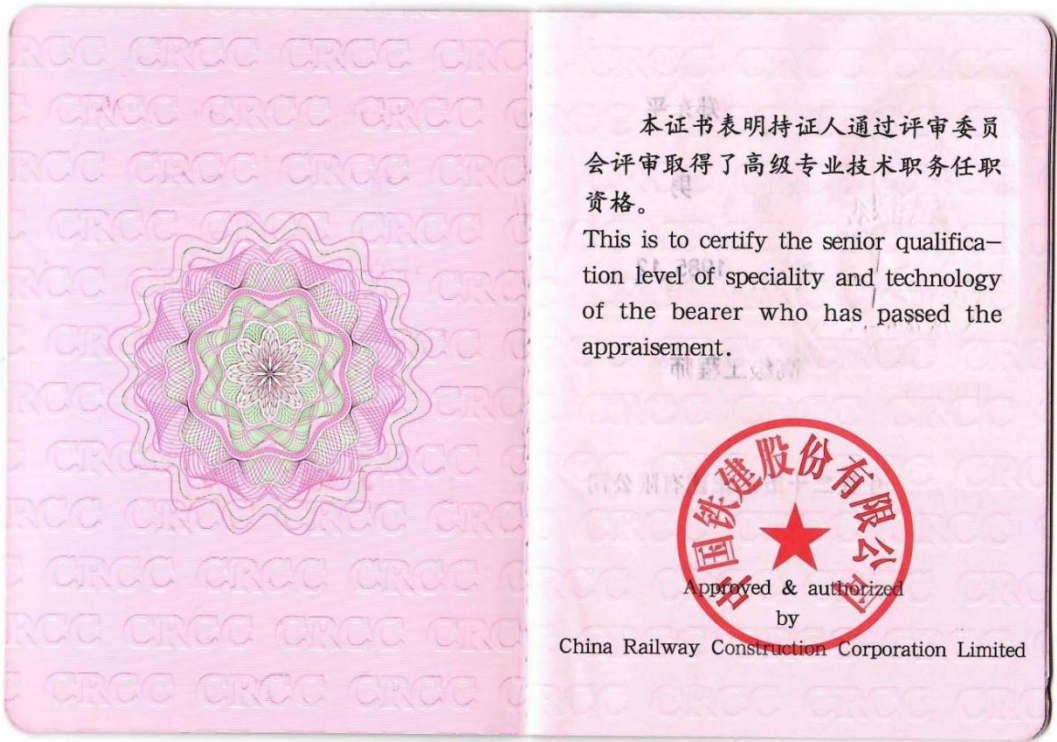 本证书表明持证人通过评审委员
会评审取得了高级专业技术职务任职
资格。
This is to certify the senior qualifica—
tion level of speciality and technology
of the bearer who has passed the
appraisement.
中国铁建股份有限公司
Approved & authorized
by
China Railway Construction Corporation Limited
CRCC